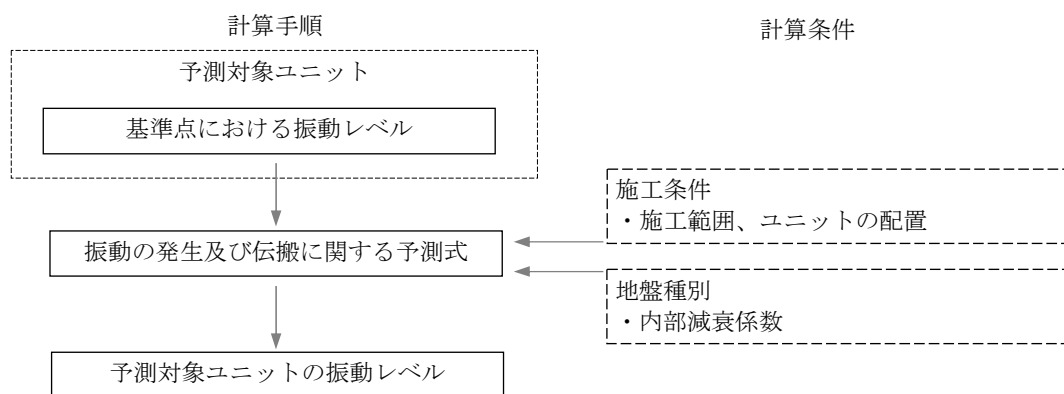 計算手順
計算条件
予測対象ユニット
基準点における振動レベル
施工条件
・施工範囲、ユニットの配置
振動の発生及び伝搬に関する予測式
地盤種別
・内部減衰係数
予測対象ユニットの振動レベル